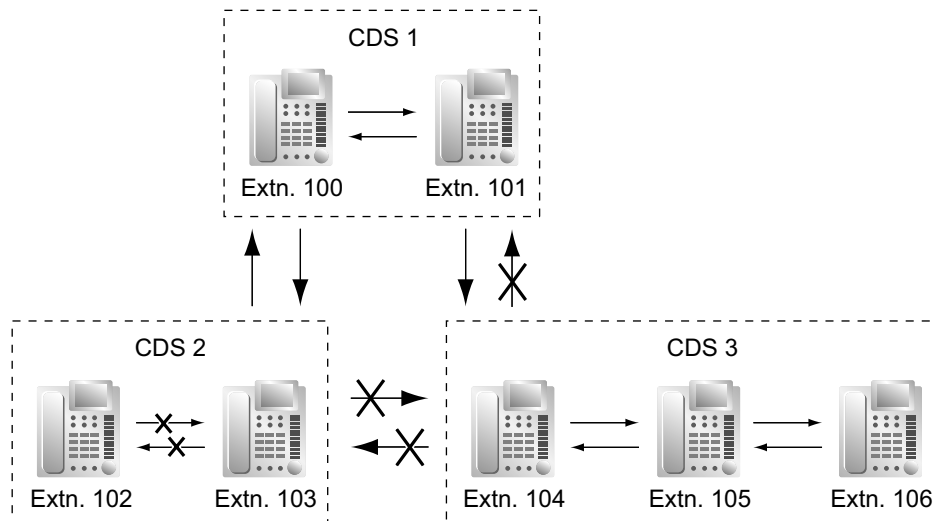 CDS 1
Extn. 100 Extn. 101
CDS 2 CDS 3
Extn. 102 Extn. 103 Extn. 104 Extn. 105 Extn. 106